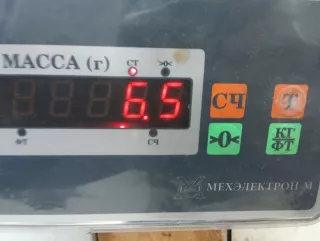 МАССА (г)
СТ >0<
6.5
СЧ Т
ФТ СЧ
>0< КГ
ФТ
МЕХЭЛЕКТРОН-М